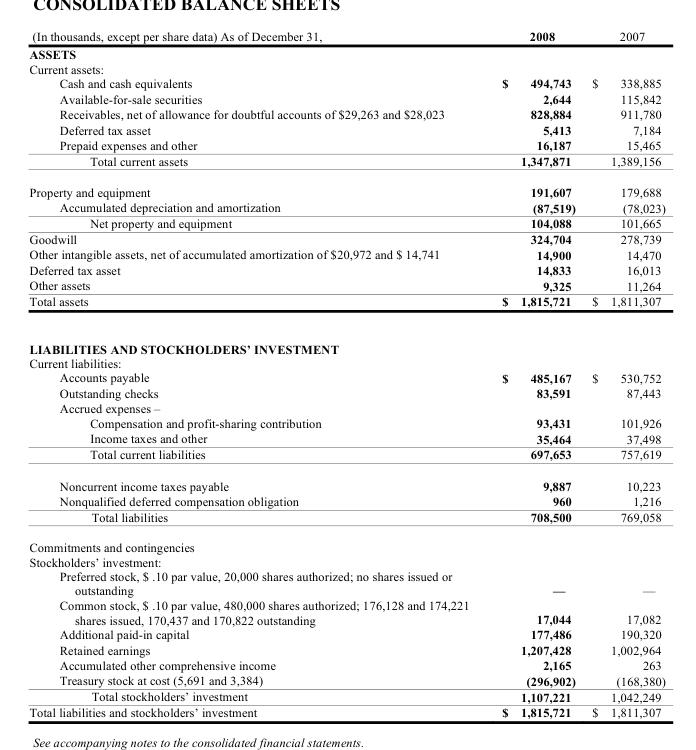 CONSOLIDATED BALANCE SHEETS
(In thousands, except per share data) As of December 31, 2008 2007
ASSETS
Current assets:
Cash and cash equivalents $ 494,743 $ 338,885
Available-for-sale securities 2,644 115,842
Receivables, net of allowance for doubtful accounts of $29,263 and $28,023 828,884 911,780
Deferred tax asset 5,413 7,184
Prepaid expenses and other 16,187 15,465
Total current assets 1,347,871 1,389,156
Property and equipment 191,607 179,688
Accumulated depreciation and amortization (87,519) (78,023)
Net property and equipment 104,088 101,665
Goodwill 324,704 278,739
Other intangible assets, net of accumulated amortization of $20,972 and $ 14,741 14,900 14,470
Deferred tax asset 14,833 16,013
Other assets 9,325 11,264
Total assets $ 1,815,721 $ 1,811,307
LIABILITIES AND STOCKHOLDERS' INVESTMENT
Current liabilities:
Accounts payable $ 485,167 $ 530,752
Outstanding checks 83,591 87,443
Accrued expenses –
Compensation and profit-sharing contribution 93,431 101,926
Income taxes and other 35,464 37,498
Total current liabilities 697,653 757,619
Noncurrent income taxes payable 9,887 10,223
Nonqualified deferred compensation obligation 960 1,216
Total liabilities 708,500 769,058
Commitments and contingencies
Stockholders' investment:
Preferred stock, $ .10 par value, 20,000 shares authorized; no shares issued or
outstanding — —
Common stock, $ .10 par value, 480,000 shares authorized; 176,128 and 174,221
shares issued, 170,437 and 170,822 outstanding 17,044 17,082
Additional paid-in capital 177,486 190,320
Retained earnings 1,207,428 1,002,964
Accumulated other comprehensive income 2,165 263
Treasury stock at cost (5,691 and 3,384) (296,902) (168,380)
Total stockholders' investment 1,107,221 1,042,249
Total liabilities and stockholders' investment $ 1,815,721 $ 1,811,307
See accompanying notes to the consolidated financial statements.